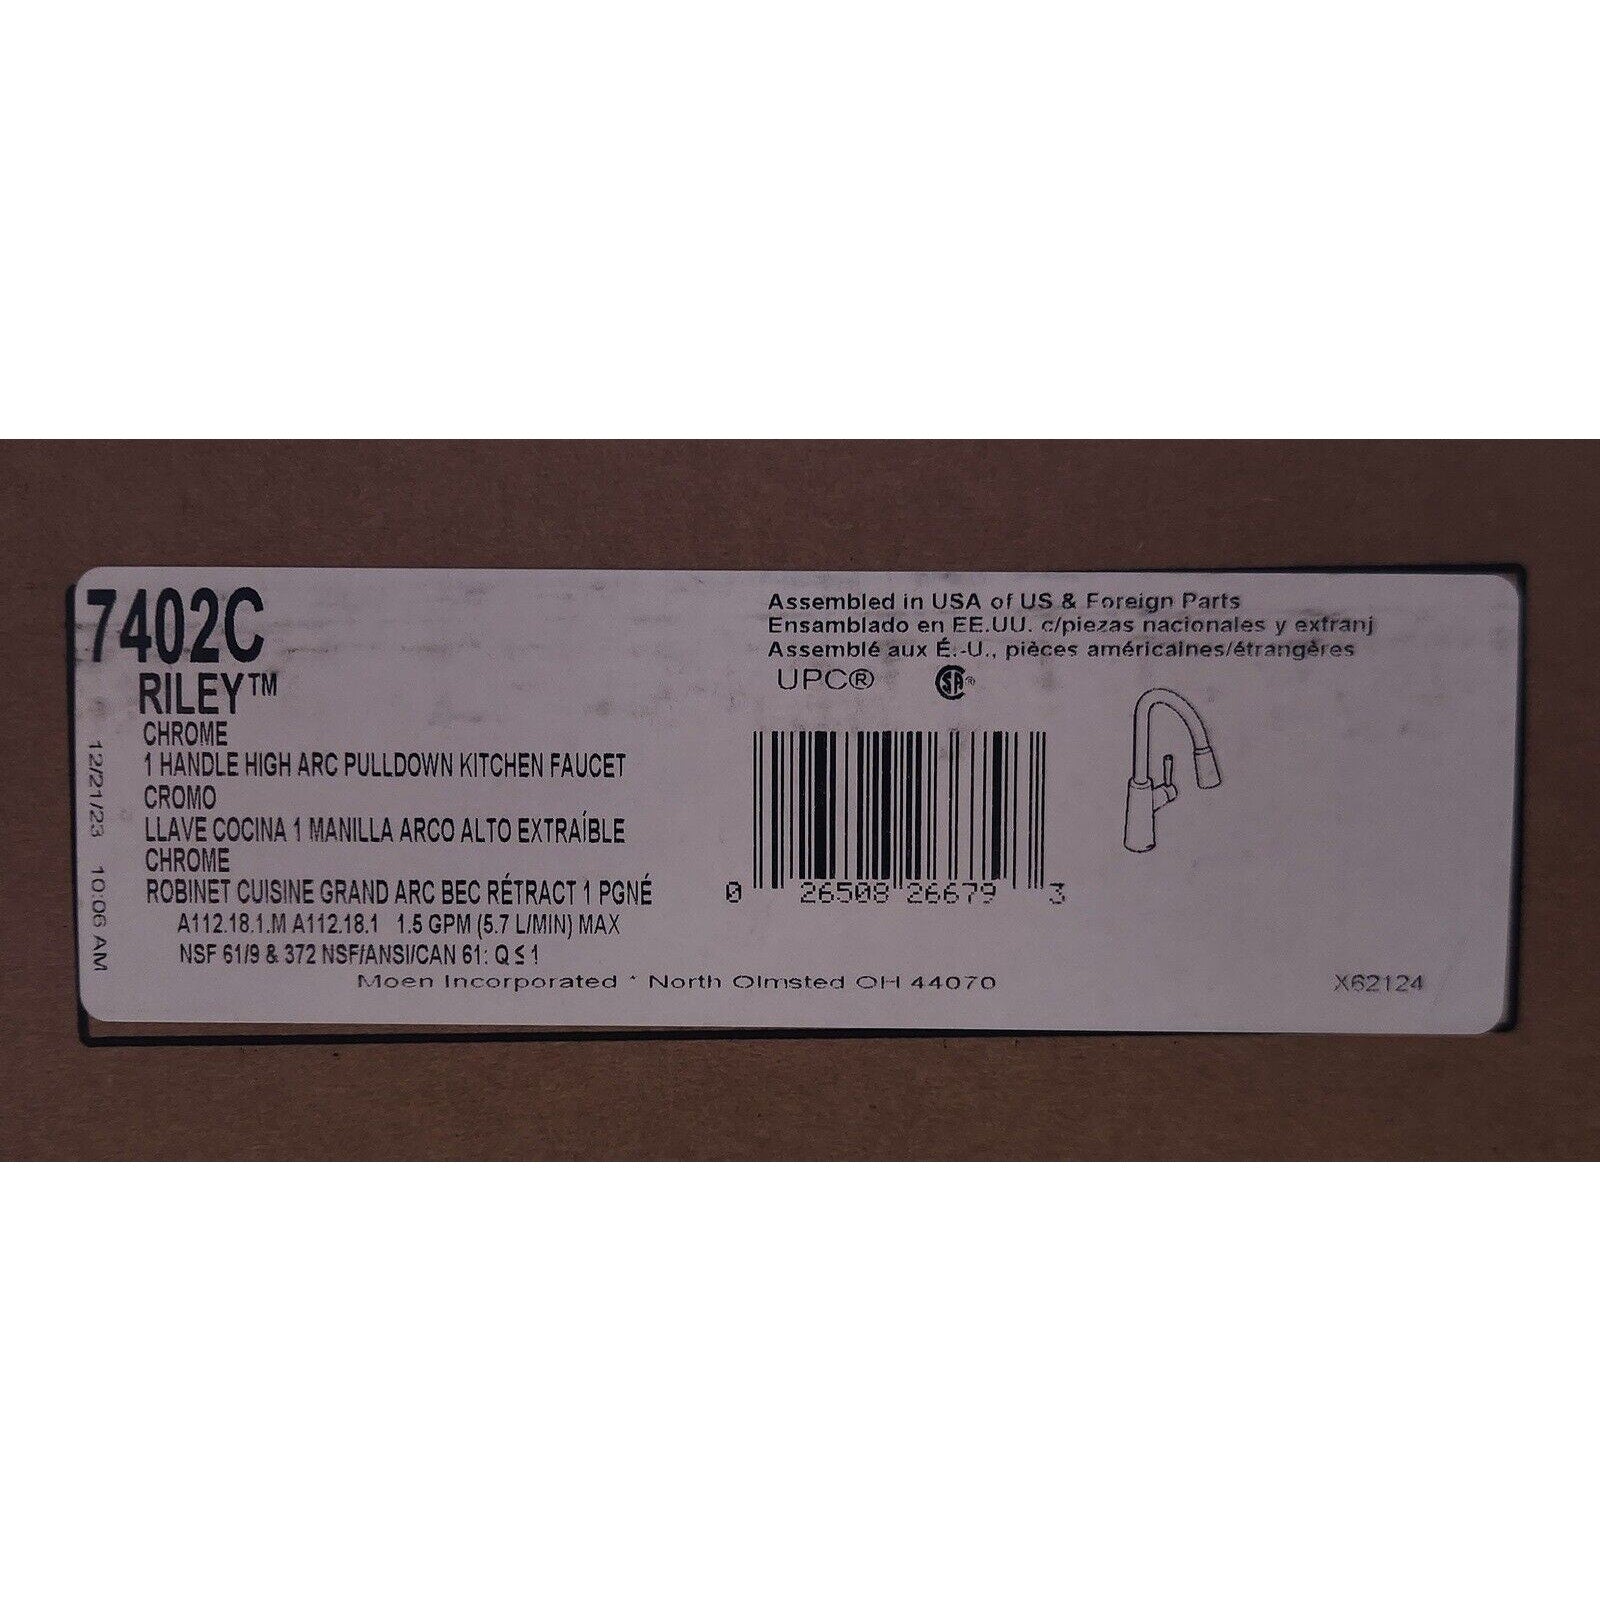 7402C
RILEY™
CHROME
1 HANDLE HIGH ARC PULLDOWN KITCHEN FAUCET
CROMO
LLAVE COCINA 1 MANILLA ARCO ALTO EXTRAÍBLE
CHROME
ROBINET CUISINE GRAND ARC BEC RÉTRACT 1 PGNÉ
A112.18.1.M A112.18.1 1.5 GPM (5.7 L/MIN) MAX
NSF 61/9 & 372 NSF/ANSI/CAN 61: Q ≤ 1
Moen Incorporated * North Olmsted OH 44070
12/21/23 10:06 AM
Assembled in USA of US & Foreign Parts
Ensamblado en EE.UU. c/piezas nacionales y extranj
Assemblé aux É.-U., pièces américaines/étrangères
UPC® SA®
0 26508 26679 3
X62124